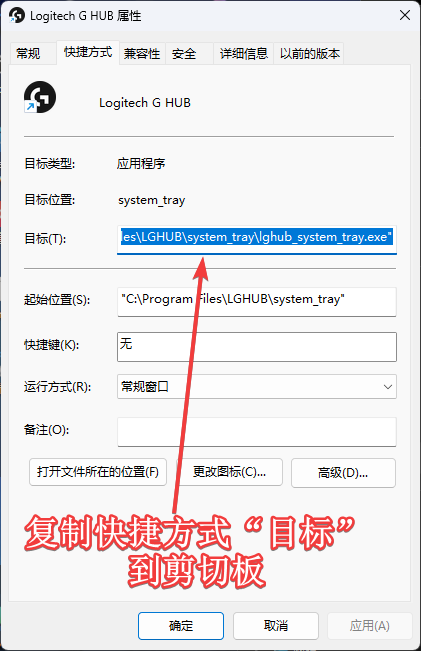 Logitech G HUB 属性
常规 快捷方式 兼容性 安全 详细信息 以前的版本
Logitech G HUB
目标类型: 应用程序
目标位置: system_tray
目标(T): les\LGHUB\system_tray\lghub_system_tray.exe"
起始位置(S): "C:\Program Files\LGHUB\system_tray"
快捷键(K): 无
运行方式(R): 常规窗口
备注(O):
打开文件所在的位置(F) 更改图标(C)... 高级(D)...
复制快捷方式“目标”
到剪切板
确定 取消 应用(A)